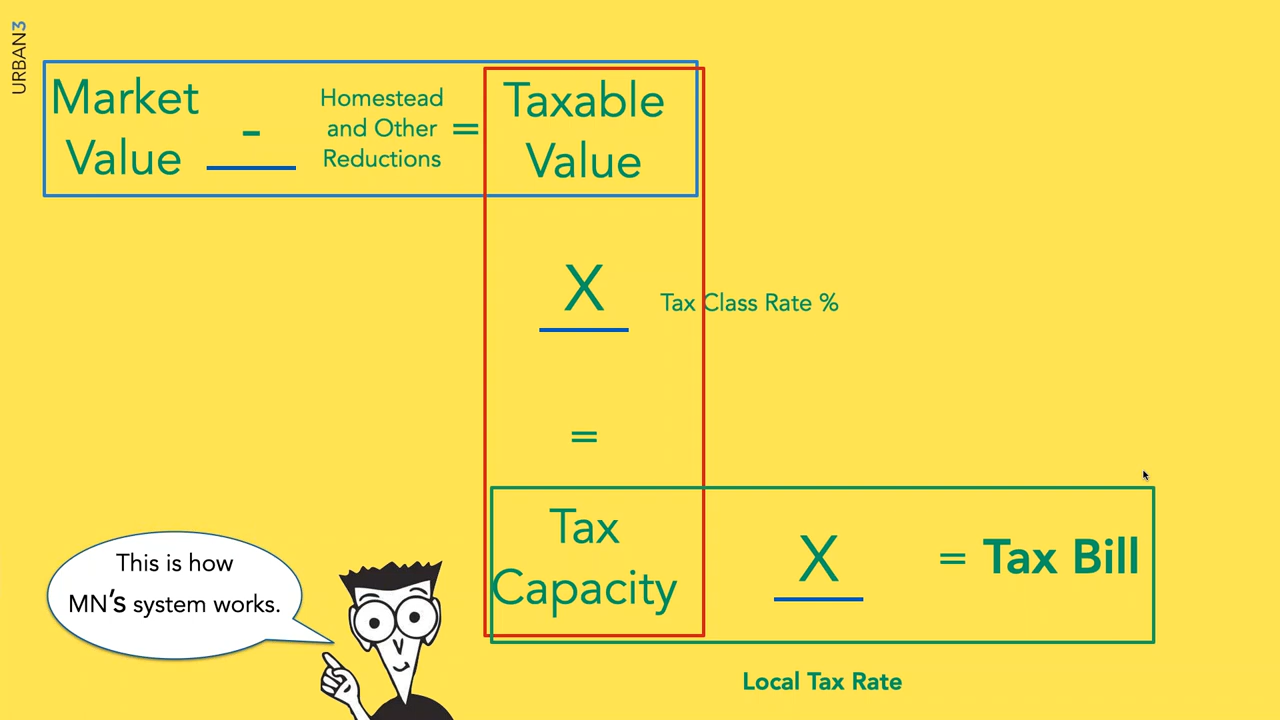 URBAN3
Market
Value
-
Homestead
and Other
Reductions
=
Taxable
Value
X
Tax Class Rate %
=
Tax
Capacity
X
= Tax Bill
Local Tax Rate
This is how
MN's system works.